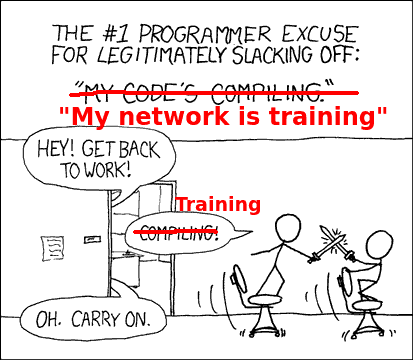 THE #1 PROGRAMMER EXCUSE
FOR LEGITIMATELY SLACKING OFF:
"MY CODE'S COMPILING."
"My network is training"
HEY! GET BACK
TO WORK!
Training
COMPILING!
OH. CARRY ON.